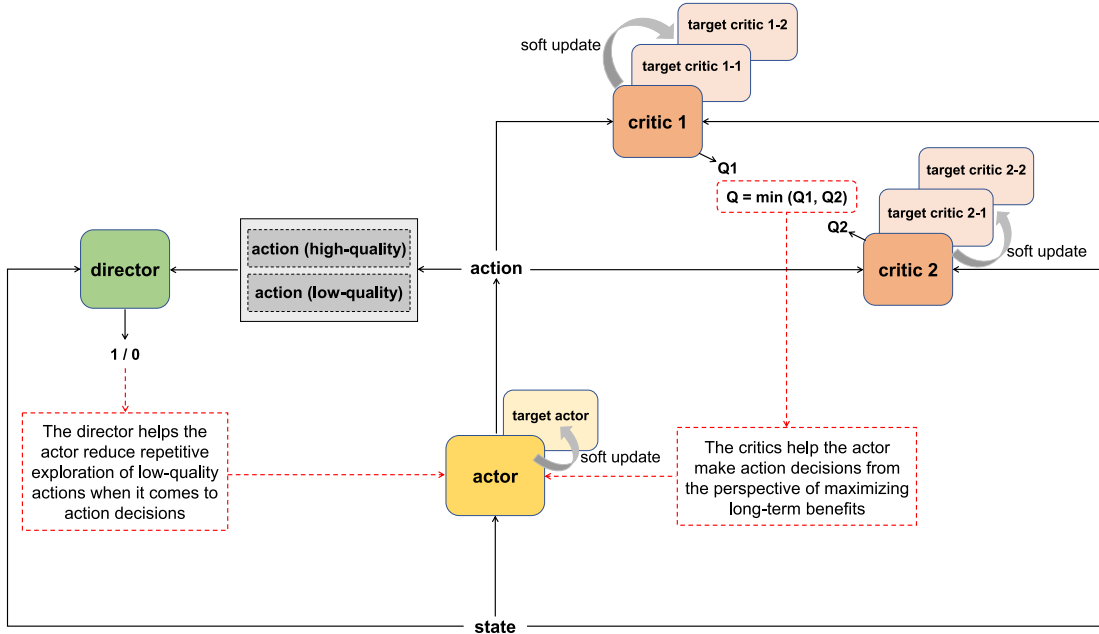 target critic 1-2
soft update
target critic 1-1
critic 1
Q1
Q = min (Q1, Q2)
target critic 2-2
target critic 2-1
Q2
soft update
critic 2
director
action (high-quality)
action (low-quality)
action
1 / 0
The director helps the
actor reduce repetitive
exploration of low-quality
actions when it comes to
action decisions
target actor
soft update
actor
The critics help the actor
make action decisions from
the perspective of maximizing
long-term benefits
state